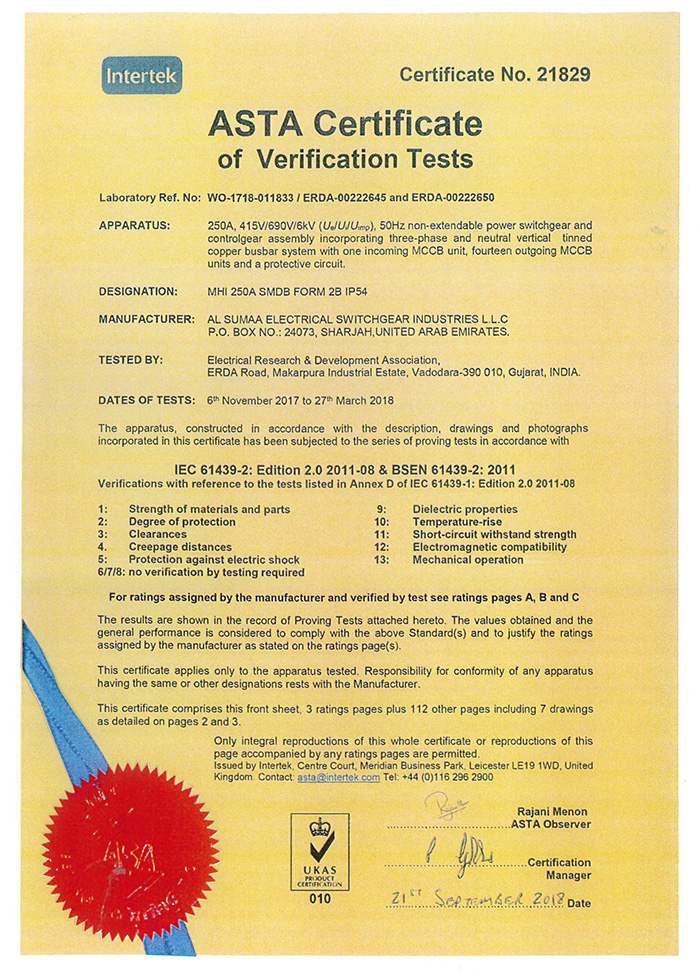 Intertek
Certificate No. 21829
ASTA Certificate
of Verification Tests
Laboratory Ref. No: WO-1718-011833 / ERDA-00222645 and ERDA-00222650
APPARATUS: 250A, 415V/690V/6kV (Ue/Ui/Uimp), 50Hz non-extendable power switchgear and
controlgear assembly incorporating three-phase and neutral vertical tinned
copper busbar system with one incoming MCCB unit, fourteen outgoing MCCB
units and a protective circuit.
DESIGNATION: MHI 250A SMDB FORM 2B IP54
MANUFACTURER: AL SUMAA ELECTRICAL SWITCHGEAR INDUSTRIES L.L.C
P.O. BOX NO.: 24073, SHARJAH,UNITED ARAB EMIRATES.
TESTED BY: Electrical Research & Development Association,
ERDA Road, Makarpura Industrial Estate, Vadodara-390 010, Gujarat, INDIA.
DATES OF TESTS: 6th November 2017 to 27th March 2018
The apparatus, constructed in accordance with the description, drawings and photographs
incorporated in this certificate has been subjected to the series of proving tests in accordance with
IEC 61439-2: Edition 2.0 2011-08 & BSEN 61439-2: 2011
Verifications with reference to the tests listed in Annex D of IEC 61439-1: Edition 2.0 2011-08
1: Strength of materials and parts
2: Degree of protection
3: Clearances
4. Creepage distances
5: Protection against electric shock
6/7/8: no verification by testing required
9: Dielectric properties
10: Temperature-rise
11: Short-circuit withstand strength
12: Electromagnetic compatibility
13: Mechanical operation
For ratings assigned by the manufacturer and verified by test see ratings pages A, B and C
The results are shown in the record of Proving Tests attached hereto. The values obtained and the
general performance is considered to comply with the above Standard(s) and to justify the ratings
assigned by the manufacturer as stated on the ratings page(s).
This certificate applies only to the apparatus tested. Responsibility for conformity of any apparatus
having the same or other designations rests with the Manufacturer.
This certificate comprises this front sheet, 3 ratings pages plus 112 other pages including 7 drawings
as detailed on pages 2 and 3.
Only integral reproductions of this whole certificate or reproductions of this
page accompanied by any ratings pages are permitted.
Issued by Intertek, Centre Court, Meridian Business Park, Leicester LE19 1WD, United
Kingdom. Contact: asta@intertek.com Tel: +44 (0)116 296 2900
Rajani Menon
ASTA Observer
Certification
Manager
21ST SEPTEMBER 2018 Date
UKAS
PRODUCT
CERTIFICATION
010
ASTA